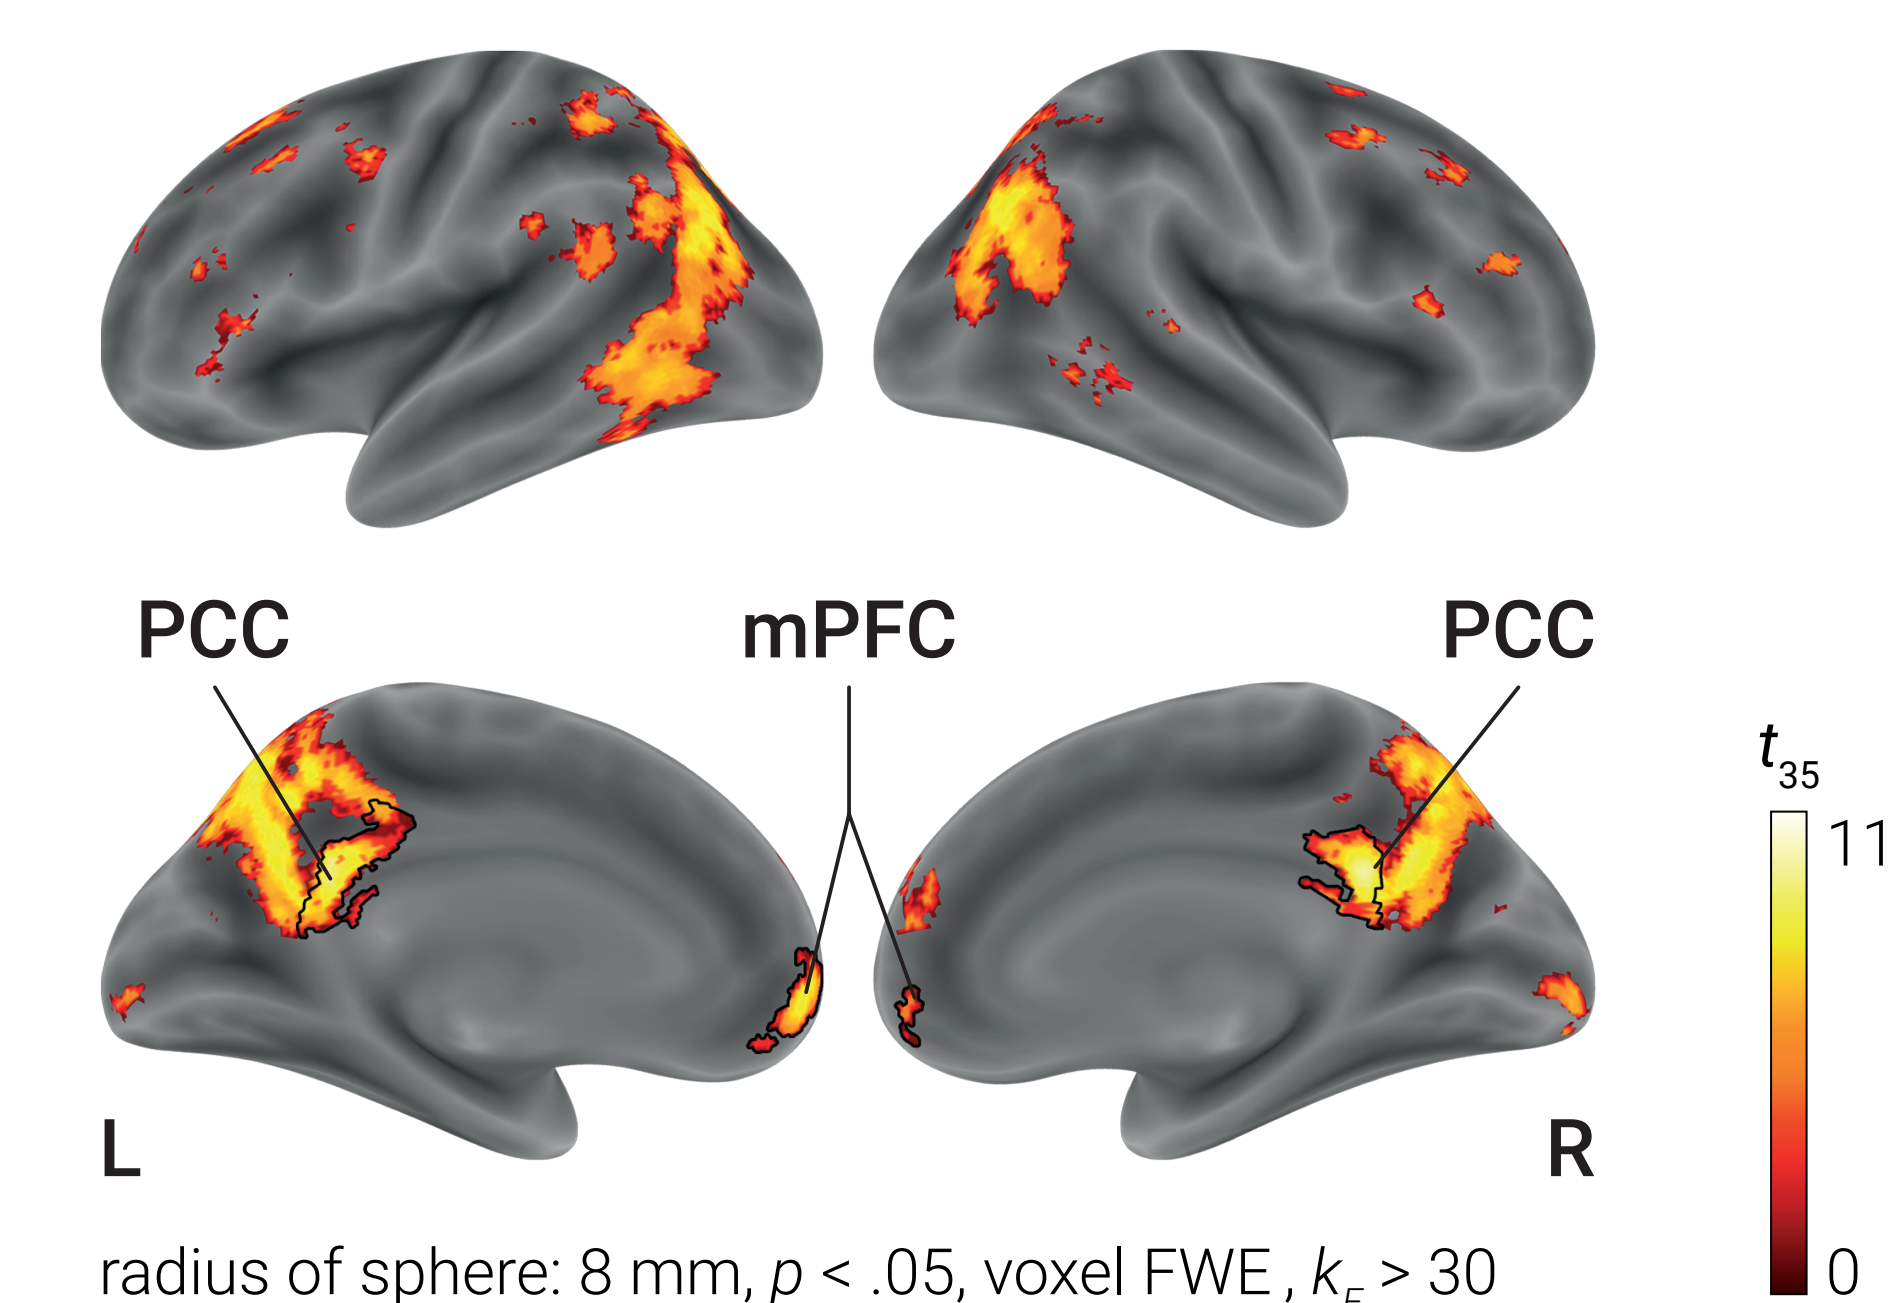 PCC mPFC PCC
t35
11
L R
0
radius of sphere: 8 mm, p < .05, voxel FWE, kE > 30